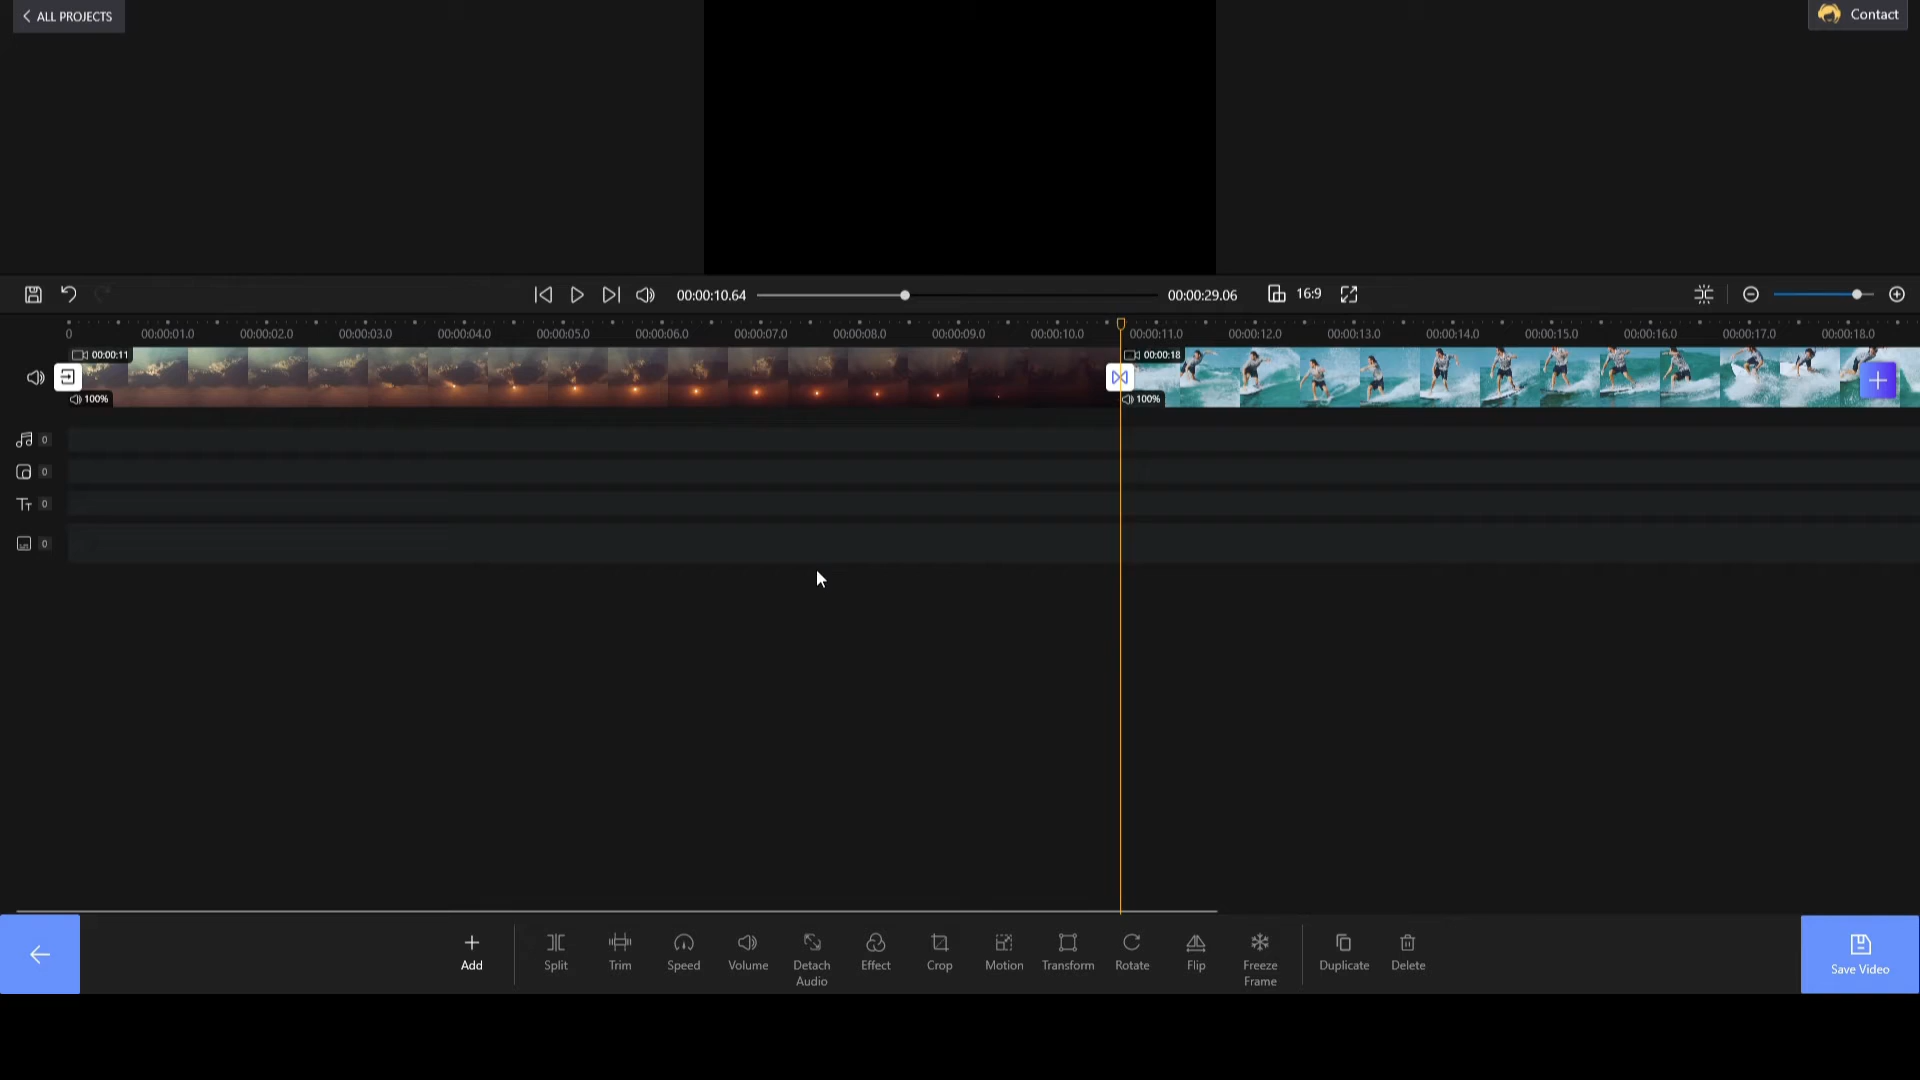 ALL PROJECTS
Contact
00:00:10.64
00:00:29.06
16:9
0 00:00:01.0 00:00:02.0 00:00:03.0 00:00:04.0 00:00:05.0 00:00:06.0 00:00:07.0 00:00:08.0 00:00:09.0 00:00:10.0 00:00:11.0 00:00:12.0 00:00:13.0 00:00:14.0 00:00:15.0 00:00:16.0 00:00:17.0 00:00:18.0
00:00:11
00:00:18
100%
100%
0
0
TT 0
0
Add
Split
Trim
Speed
Volume
Detach
Audio
Effect
Crop
Motion
Transform
Rotate
Flip
Freeze
Frame
Duplicate
Delete
Save Video